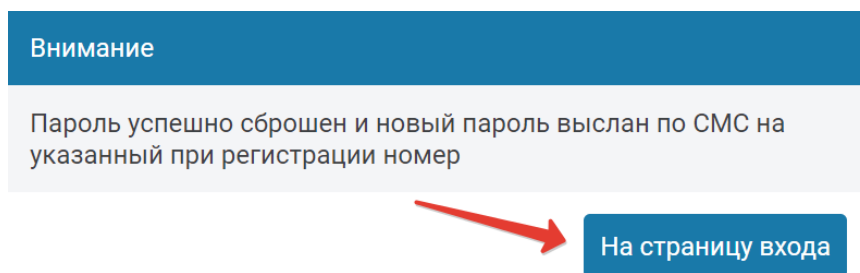 Внимание
Пароль успешно сброшен и новый пароль выслан по СМС на
указанный при регистрации номер
На страницу входа